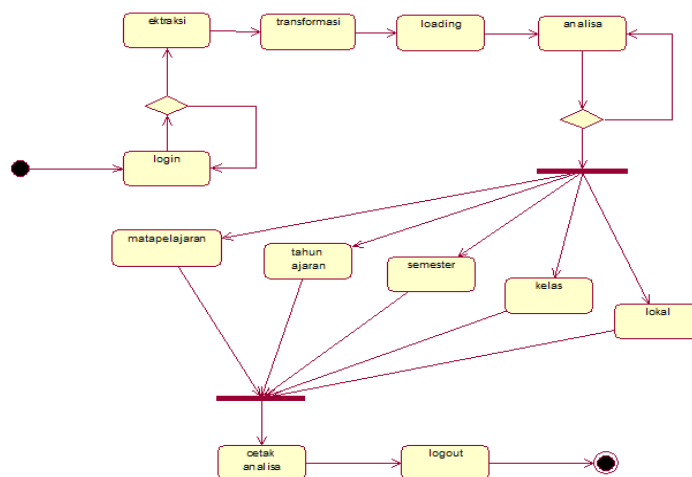 ektraksi
transformasi
loading
analisa
login
matapelajaran
tahun
ajaran
semester
kelas
lokal
cetak
analisa
logout